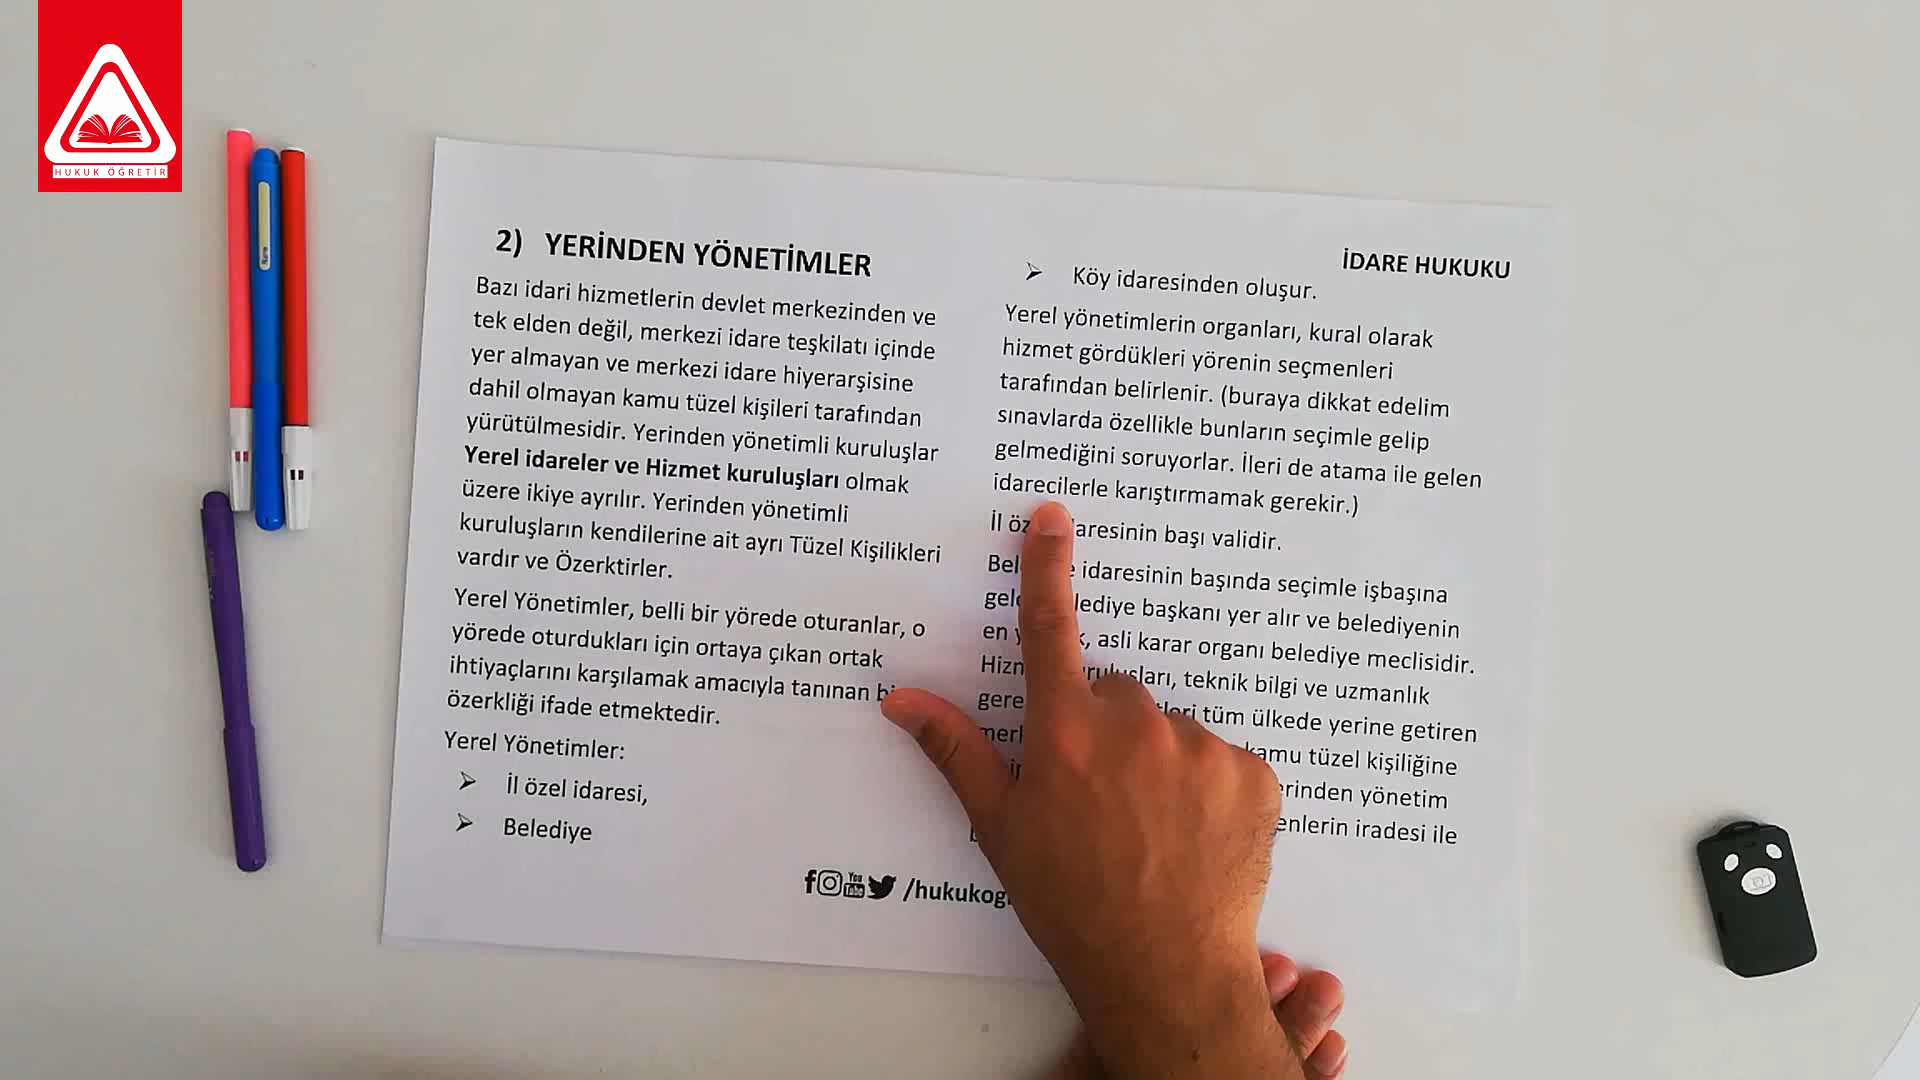 HUKUK ÖĞRETİR
2) YERİNDEN YÖNETİMLER
Bazı idari hizmetlerin devlet merkezinden ve
tek elden değil, merkezi idare teşkilatı içinde
yer almayan ve merkezi idare hiyerarşisine
dahil olmayan kamu tüzel kişileri tarafından
yürütülmesidir. Yerinden yönetimli kuruluşlar
Yerel idareler ve Hizmet kuruluşları olmak
üzere ikiye ayrılır. Yerinden yönetimli
kuruluşların kendilerine ait ayrı Tüzel Kişilikleri
vardır ve Özerktirler.
Yerel Yönetimler, belli bir yörede oturanlar, o
yörede oturdukları için ortaya çıkan ortak
ihtiyaçlarını karşılamak amacıyla tanınan
özerkliği ifade etmektedir.
Yerel Yönetimler:
➢ İl özel idaresi,
➢ Belediye
İDARE HUKUKU
➢ Köy idaresinden oluşur.
Yerel yönetimlerin organları, kural olarak
hizmet gördükleri yörenin seçmenleri
tarafından belirlenir. (buraya dikkat edelim
sınavlarda özellikle bunların seçimle gelip
gelmediğini soruyorlar. İleri de atama ile gelen
idarecilerle karıştırmamak gerekir.)
İl idaresinin başı validir.
idaresinin başında seçimle işbaşına
belediye başkanı yer alır ve belediyenin
en asli karar organı belediye meclisidir.
teknik bilgi ve uzmanlık
tüm ülkede yerine getiren
kamu tüzel kişiliğine
yerinden yönetim
iradesi ile
You Tube